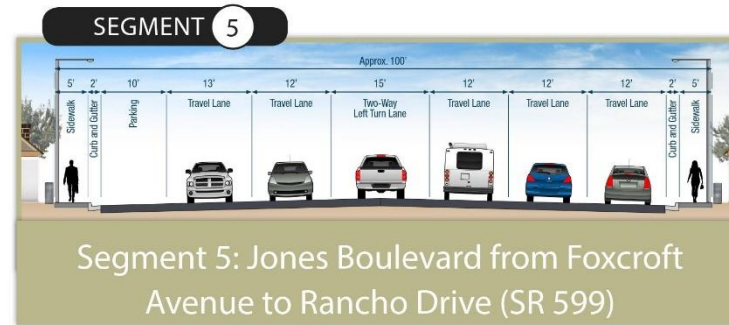 SEGMENT 5
Approx. 100'
5' 2' 10' 13' 12' 15' 12' 12' 12' 2' 5'
Sidewalk
Curb and Gutter
Parking
Travel Lane
Travel Lane
Two-Way
Left Turn Lane
Travel Lane
Travel Lane
Travel Lane
Curb and Gutter
Sidewalk
Segment 5: Jones Boulevard from Foxcroft
Avenue to Rancho Drive (SR 599)